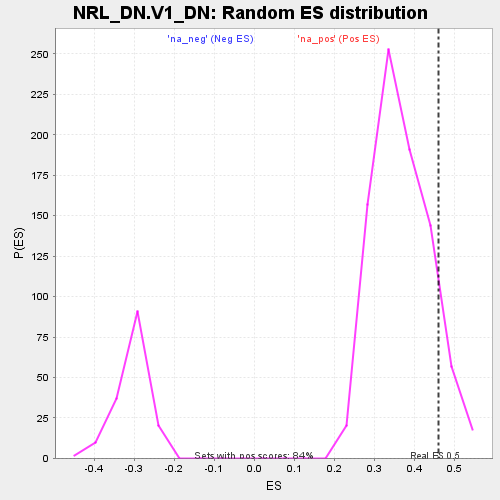 NRL_DN.V1_DN: Random ES distribution
'na_neg' (Neg ES) 'na_pos' (Pos ES)
250
225
200
175
150
125
100
75
50
25
0
P(ES)
Sets with pos scores: 84% Real ES 0.5
-0.4 -0.3 -0.2 -0.1 0.0 0.1 0.2 0.3 0.4 0.5
ES